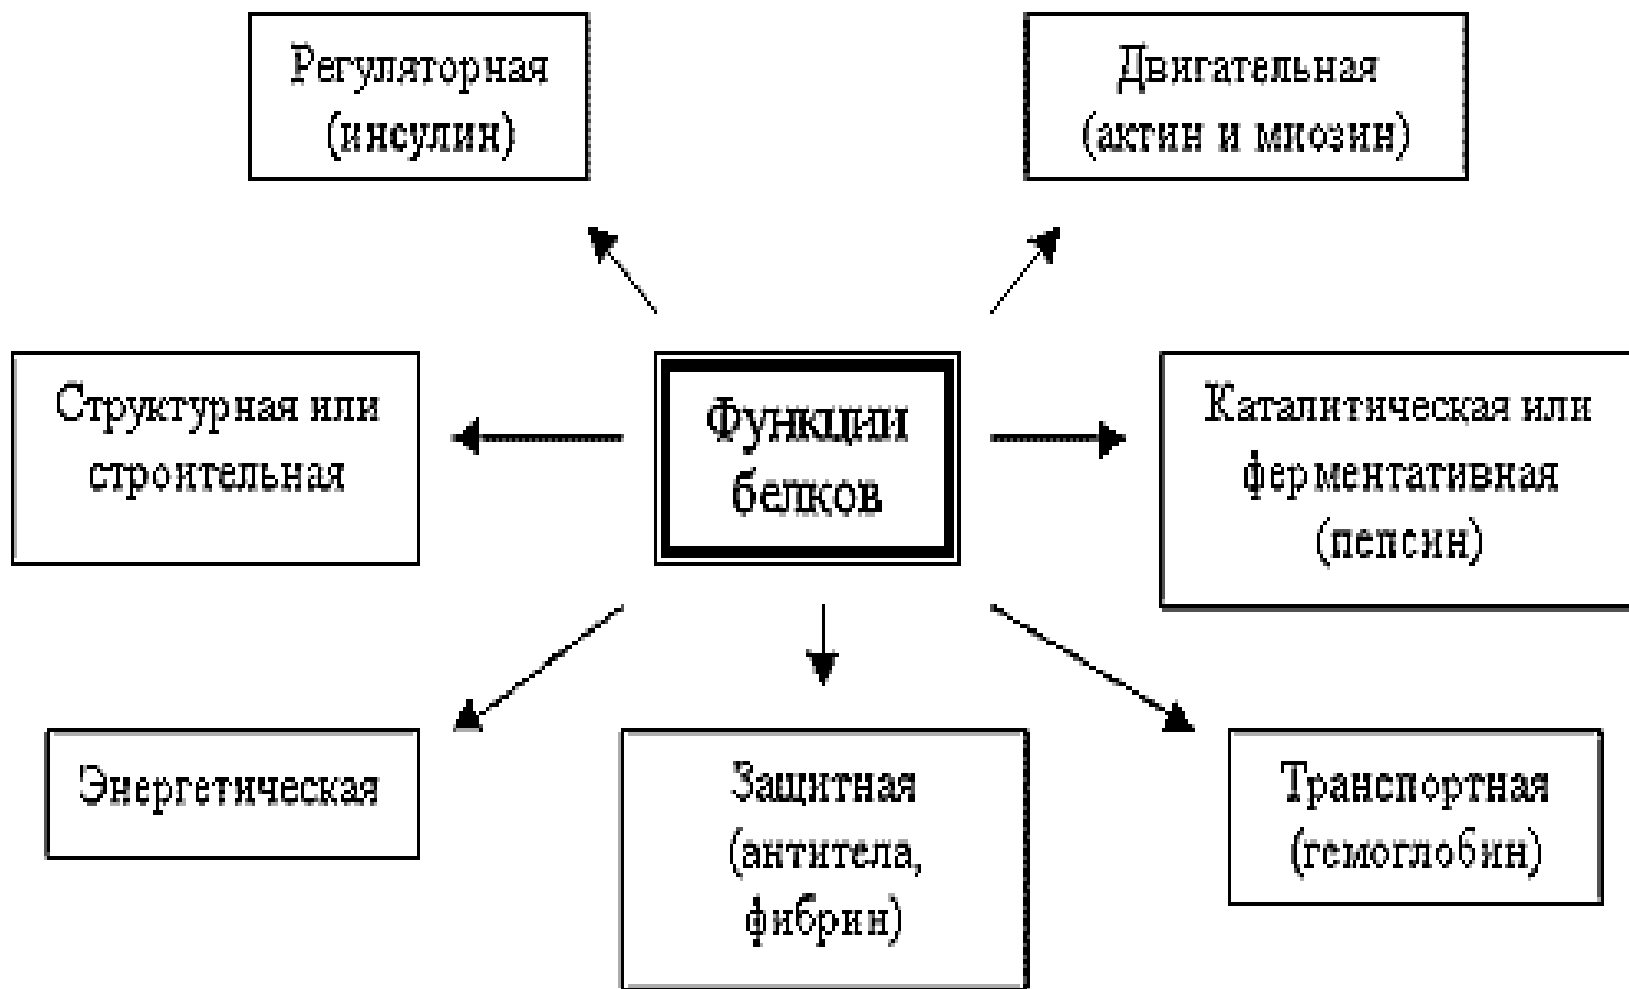 Регуляторная
(инсулин)
Двигательная
(актин и миозин)
Структурная или
строительная
Функции
белков
Каталитическая или
ферментативная
(пепсин)
Энергетическая
Защитная
(антитела,
фибрин)
Транспортная
(гемоглобин)